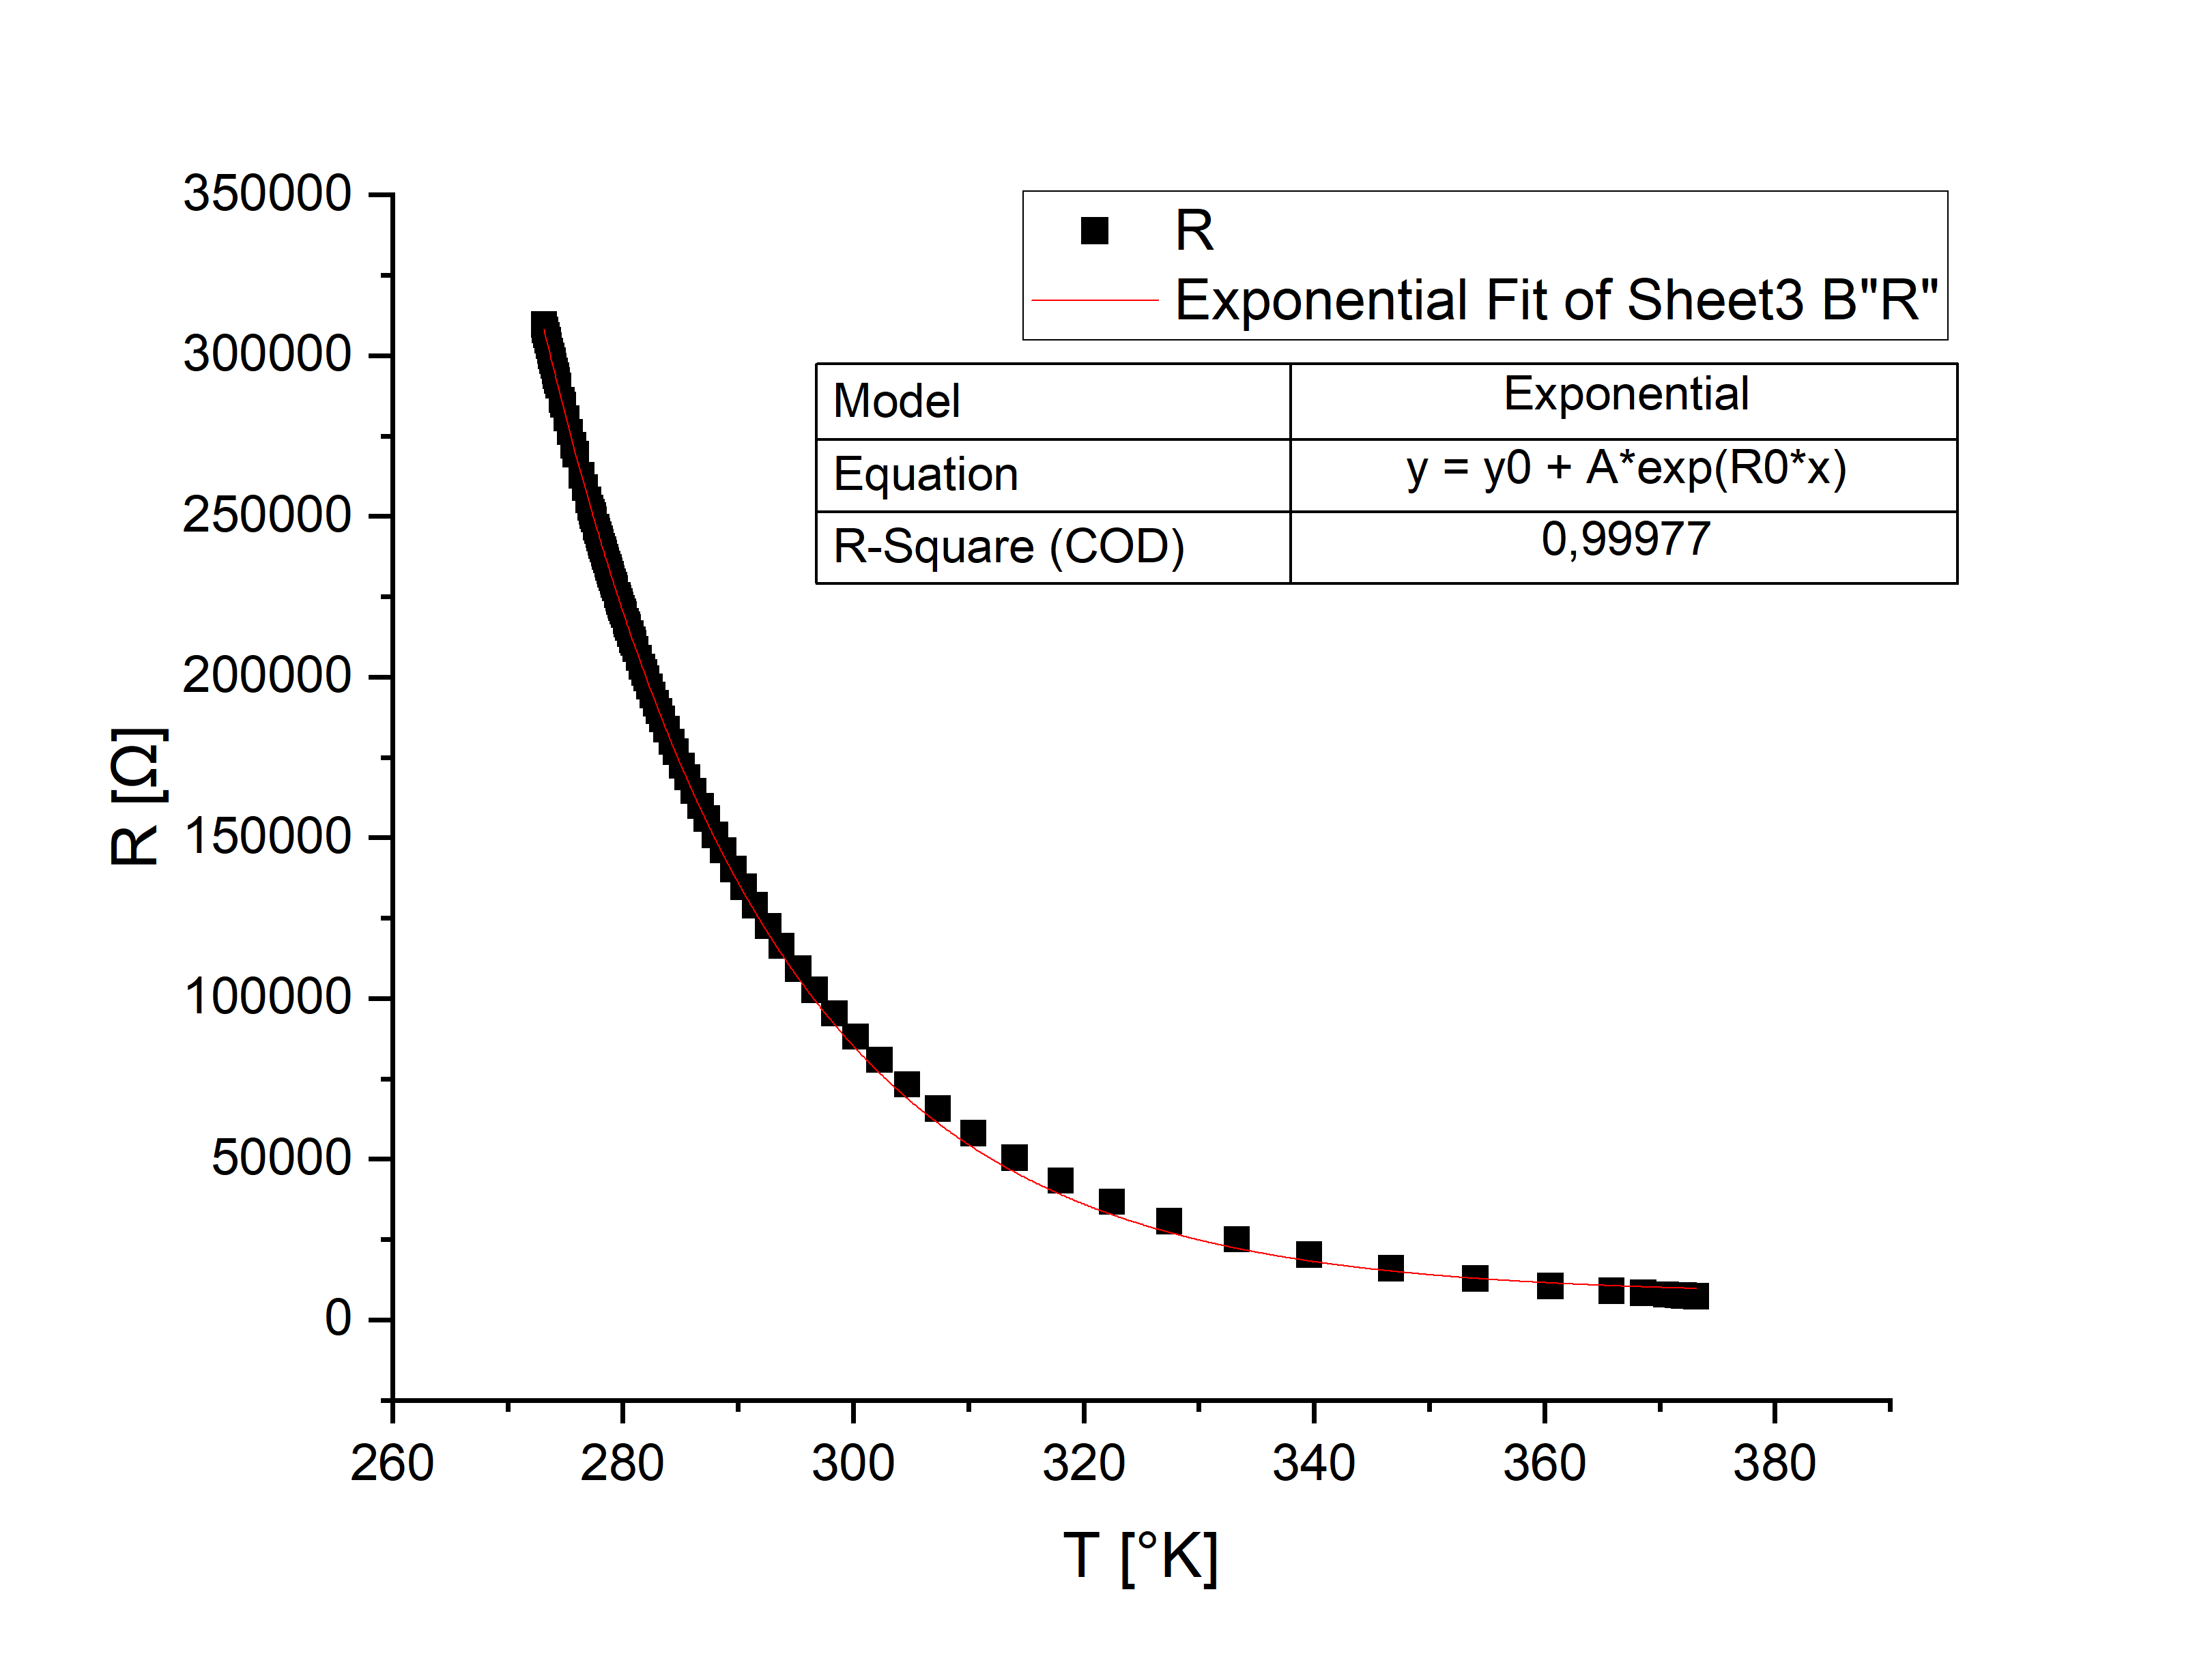 350000
300000
250000
200000
150000
100000
50000
0
R [Ω]
R
Exponential Fit of Sheet3 B"R"
Model Exponential
Equation y = y0 + A*exp(R0*x)
R-Square (COD) 0,99977
260 280 300 320 340 360 380
T [°K]